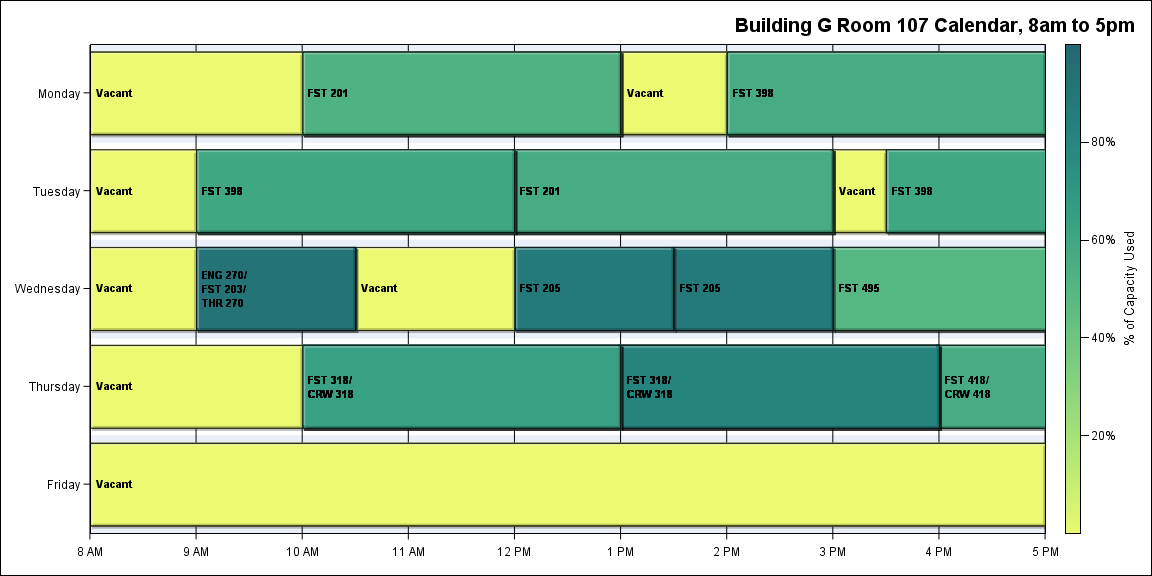 Building G Room 107 Calendar, 8am to 5pm
Monday
Vacant
FST 201
Vacant
FST 398
Tuesday
Vacant
FST 398
FST 201
Vacant
FST 398
Wednesday
Vacant
ENG 270/
FST 203/
THR 270
Vacant
FST 205
FST 205
FST 495
Thursday
Vacant
FST 318/
CRW 318
FST 318/
CRW 318
FST 418/
CRW 418
Friday
Vacant
8 AM
9 AM
10 AM
11 AM
12 PM
1 PM
2 PM
3 PM
4 PM
5 PM
80%
60%
40%
20%
% of Capacity Used